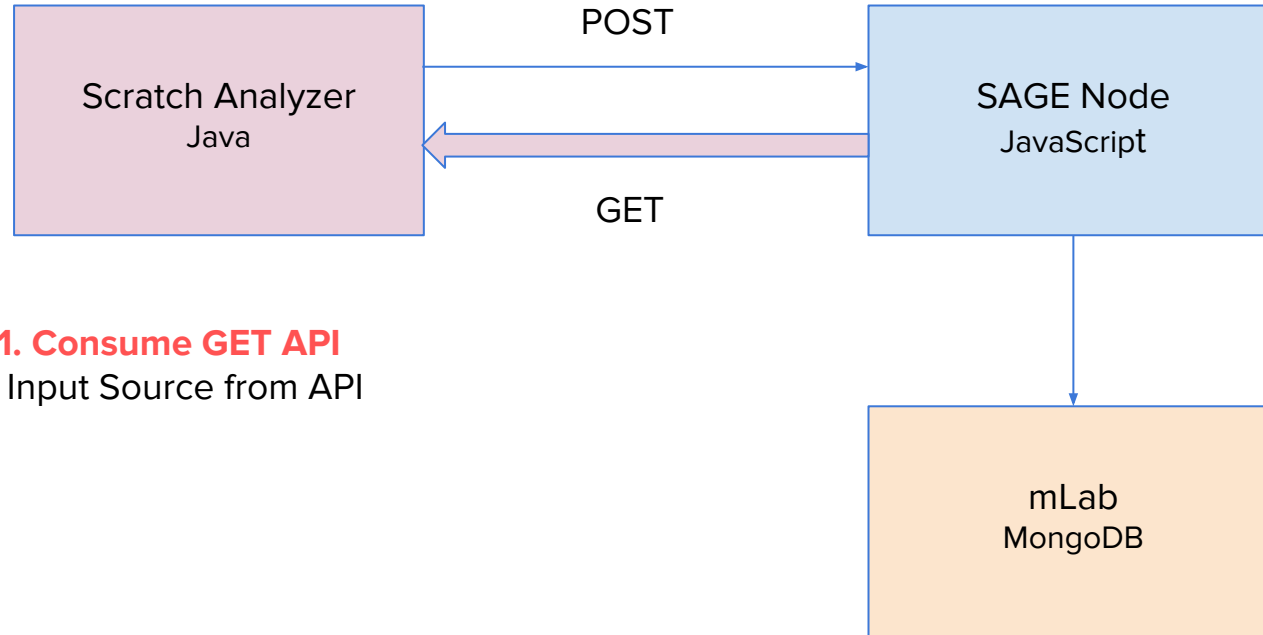 POST
Scratch Analyzer
Java
SAGE Node
JavaScript
GET
1. Consume GET API
Input Source from API
mLab
MongoDB